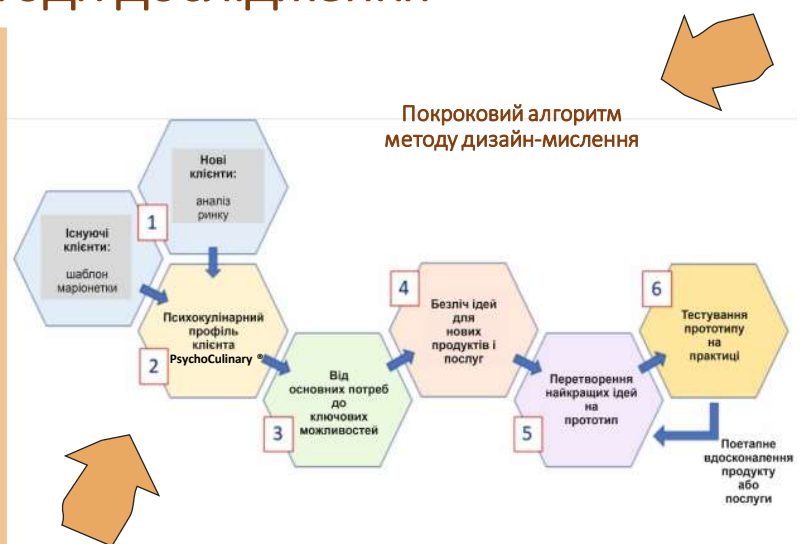 Покроковий алгоритм
методу дизайн-мислення
Нові
клієнти:
аналіз
ринку
1
Існуючі
клієнти:
шаблон
маріонетки
Психокулінарний
профіль
клієнта
PsychoCulinary ®
2
Від
основних потреб
до
ключових
можливостей
3
4
Безліч ідей
для
нових
продуктів і
послуг
Перетворення
найкращих ідей
на
прототип
5
6
Тестування
прототипу
на
практиці
Поетапне
вдосконалення
продукту
або
послуги